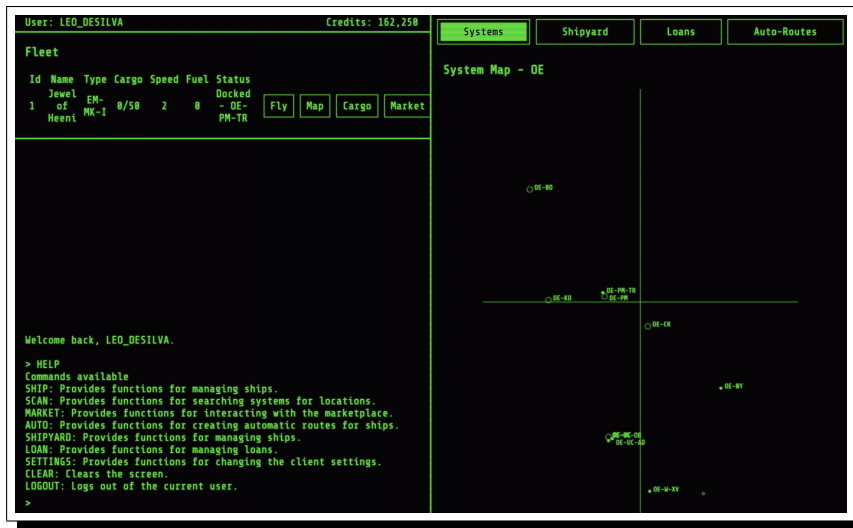 User: LEO_DESILVA
Credits: 162,250
Fleet
Id Name Type Cargo Speed Fuel Status
1 Jewel of Heeni EM-MK-I 0/50 2 0 Docked - OE-PM-TR Fly Map Cargo Market
Welcome back, LEO_DESILVA.
> HELP
Commands available
SHIP: Provides functions for managing ships.
SCAN: Provides functions for searching systems for locations.
MARKET: Provides functions for interacting with the marketplace.
AUTO: Provides functions for creating automatic routes for ships.
SHIPYARD: Provides functions for managing ships.
LOAN: Provides functions for managing loans.
SETTINGS: Provides functions for changing the client settings.
CLEAR: Clears the screen.
LOGOUT: Logs out of the current user.
>
Systems Shipyard Loans Auto-Routes
System Map - OE
OE-BO
OE-PM-TR
OE-KO
OE-PM
OE-CR
OE-NY
OE-UC-AD
OE-W-XV